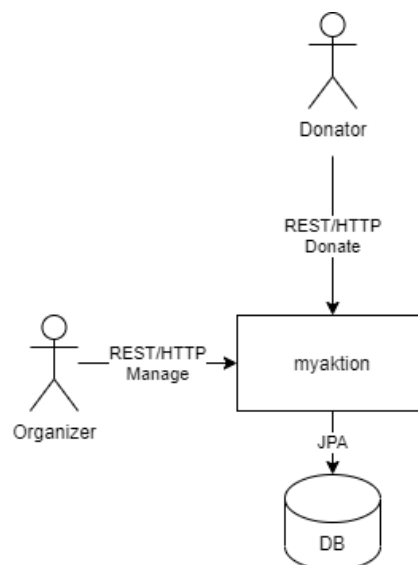 Donator
REST/HTTP
Donate
REST/HTTP
Manage
myaktion
Organizer
JPA
DB